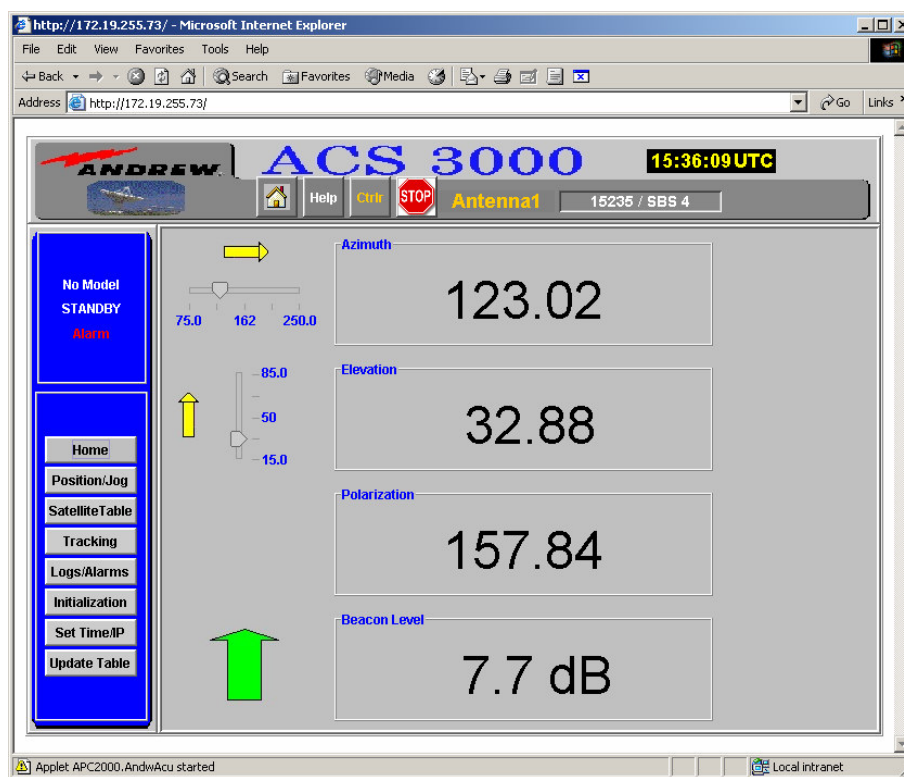 http://172.19.255.73/ - Microsoft Internet Explorer
File Edit View Favorites Tools Help
Back Search Favorites Media
Address http://172.19.255.73/ Go Links
ANDREW. ACS 3000 15:36:09 UTC
Help Ctrlr STOP Antenna1 15235 / SBS 4
No Model
STANDBY
Alarm
Home
Position/Jog
SatelliteTable
Tracking
Logs/Alarms
Initialization
Set Time/IP
Update Table
75.0 162 250.0
85.0
50
15.0
Azimuth
123.02
Elevation
32.88
Polarization
157.84
Beacon Level
7.7 dB
Applet APC2000.AndwAcu started Local intranet